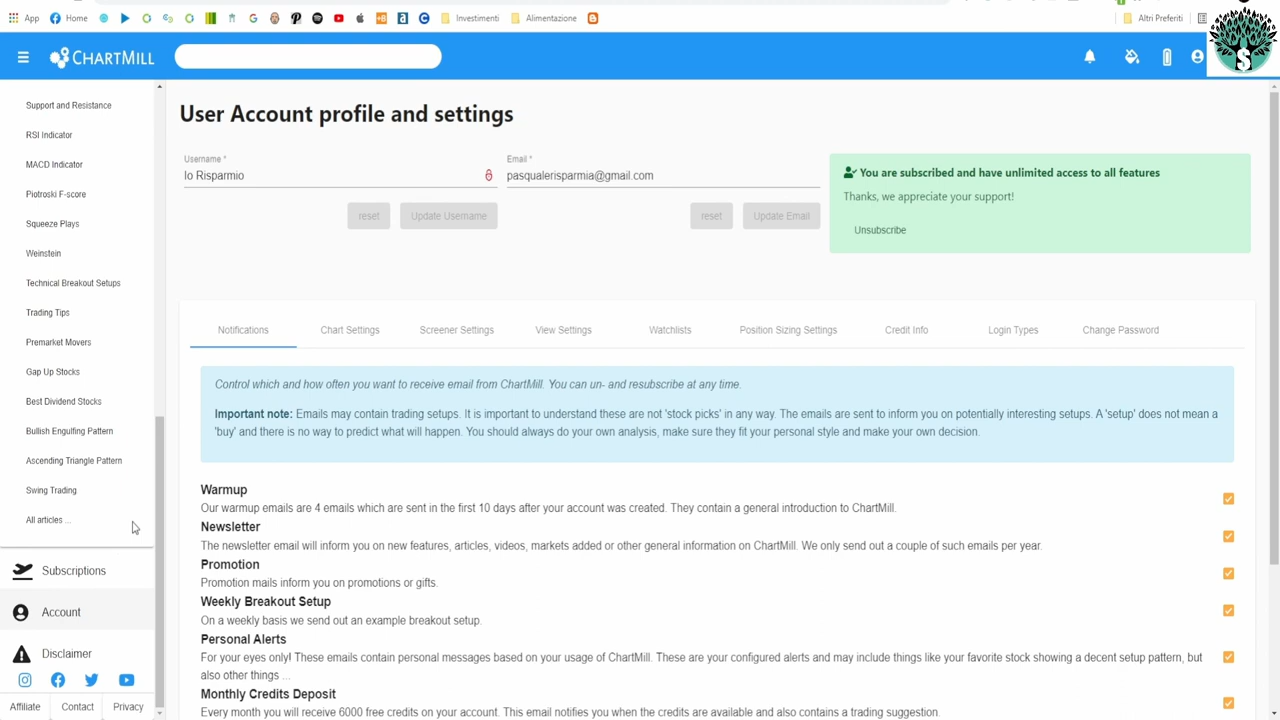 App
Home
Investimenti
Alimentazione
Altri Preferiti
CHARTMILL
Support and Resistance
RSI Indicator
MACD Indicator
Piotroski F-score
Squeeze Plays
Weinstein
Technical Breakout Setups
Trading Tips
Premarket Movers
Gap Up Stocks
Best Dividend Stocks
Bullish Engulfing Pattern
Ascending Triangle Pattern
Swing Trading
All articles ...
Subscriptions
Account
Disclaimer
Affiliate
Contact
Privacy
User Account profile and settings
Username *
Io Risparmio
reset
Update Username
Email *
pasqualerisparmia@gmail.com
reset
Update Email
You are subscribed and have unlimited access to all features
Thanks, we appreciate your support!
Unsubscribe
Notifications
Chart Settings
Screener Settings
View Settings
Watchlists
Position Sizing Settings
Credit Info
Login Types
Change Password
Control which and how often you want to receive email from ChartMill. You can un- and resubscribe at any time.
Important note: Emails may contain trading setups. It is important to understand these are not 'stock picks' in any way. The emails are sent to inform you on potentially interesting setups. A 'setup' does not mean a
'buy' and there is no way to predict what will happen. You should always do your own analysis, make sure they fit your personal style and make your own decision.
Warmup
Our warmup emails are 4 emails which are sent in the first 10 days after your account was created. They contain a general introduction to ChartMill.
Newsletter
The newsletter email will inform you on new features, articles, videos, markets added or other general information on ChartMill. We only send out a couple of such emails per year.
Promotion
Promotion mails inform you on promotions or gifts.
Weekly Breakout Setup
On a weekly basis we send out an example breakout setup.
Personal Alerts
For your eyes only! These emails contain personal messages based on your usage of ChartMill. These are your configured alerts and may include things like your favorite stock showing a decent setup pattern, but
also other things ...
Monthly Credits Deposit
Every month you will receive 6000 free credits on your account. This email notifies you when the credits are available and also contains a trading suggestion.